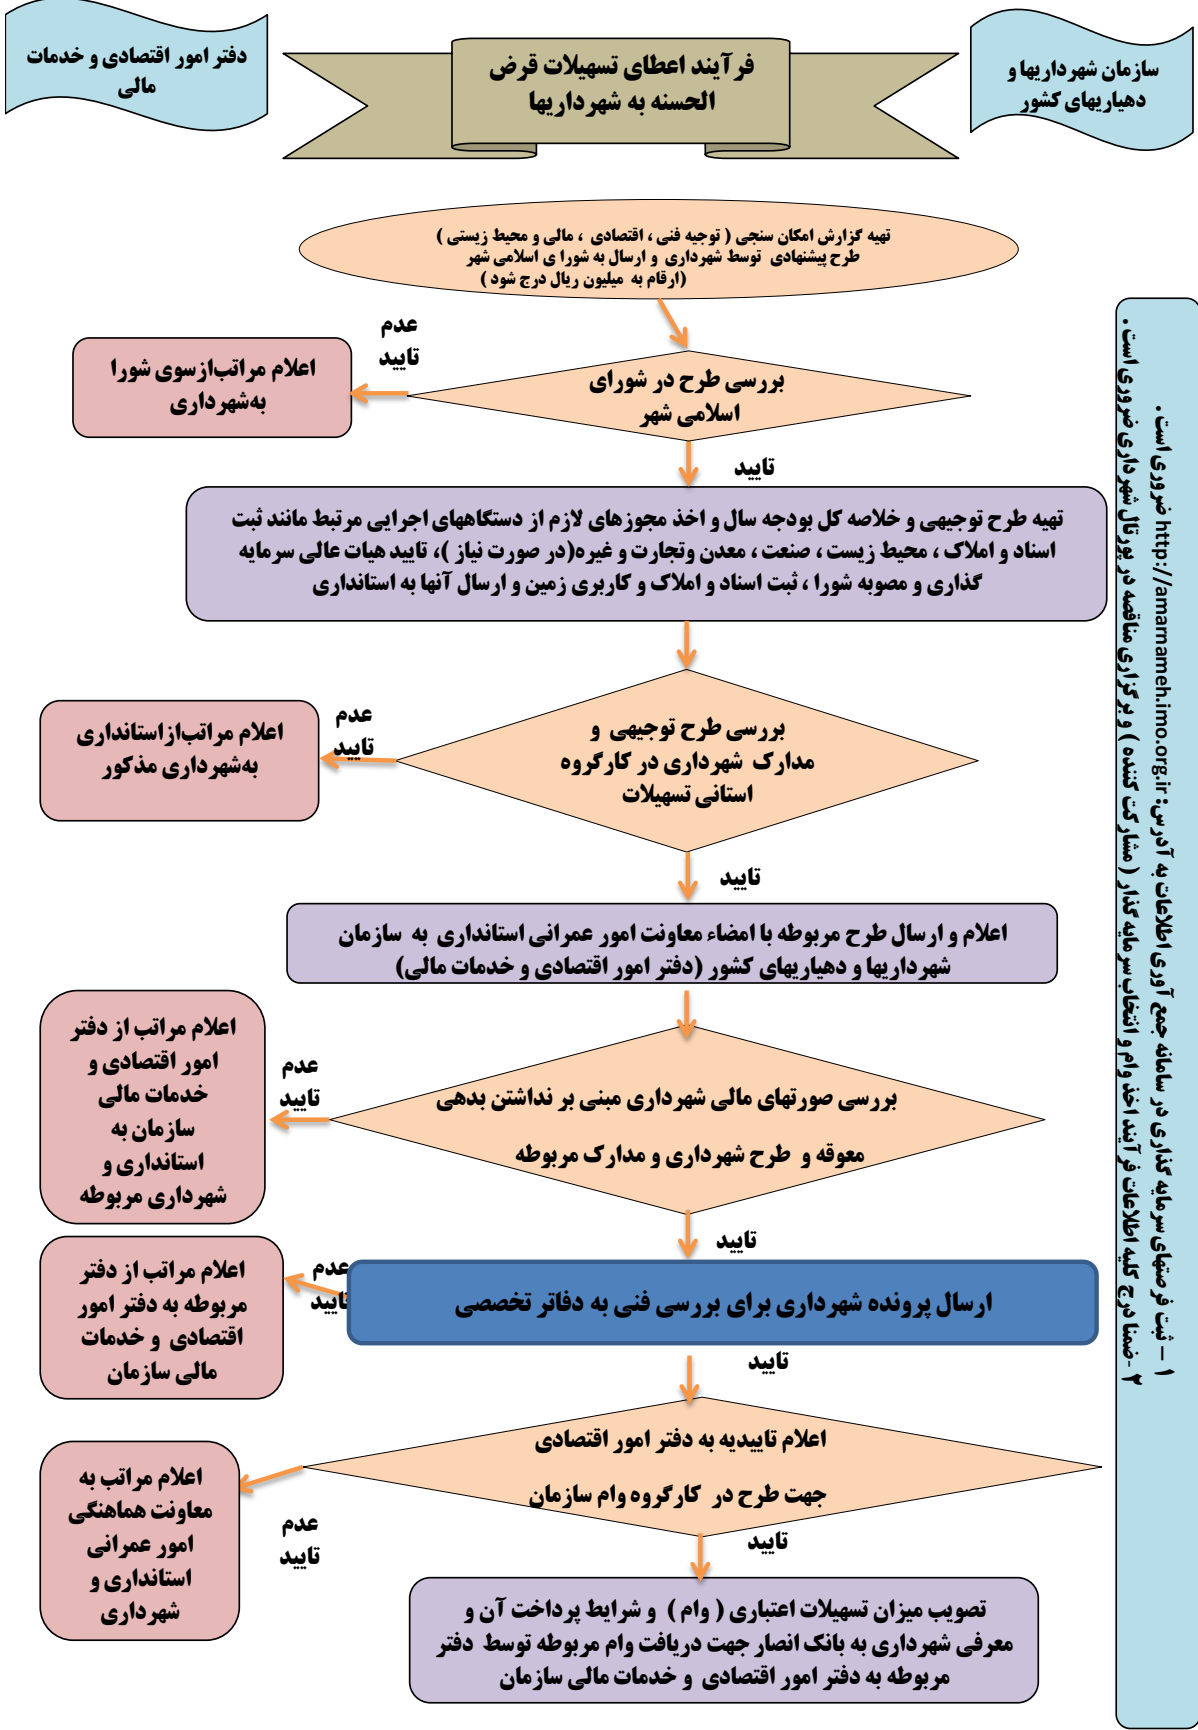 سازمان شهرداریها و
دهیاریهای کشور
فرآیند اعطای تسهیلات قرض
الحسنه به شهرداریها
دفتر امور اقتصادی و خدمات
مالی
تهیه گزارش امکان سنجی ( توجیه فنی ، اقتصادی ، مالی و محیط زیستی )
طرح پیشنهادی توسط شهرداری و ارسال به شورا ی اسلامی شهر
(ارقام به میلیون ریال درج شود )
بررسی طرح در شورای
اسلامی شهر
عدم
تایید
اعلام مراتب‌ازسوی شورا
به‌شهرداری
تایید
تهیه طرح توجیهی و خلاصه کل بودجه سال و اخذ مجوزهای لازم از دستگاههای اجرایی مرتبط مانند ثبت
اسناد و املاک ، محیط زیست ، صنعت ، معدن وتجارت و غیره(در صورت نیاز )، تایید هیات عالی سرمایه
گذاری و مصوبه شورا ، ثبت اسناد و املاک و کاربری زمین و ارسال آنها به استانداری
بررسی طرح توجیهی و
مدارک شهرداری در کارگروه
استانی تسهیلات
عدم
تایید
اعلام مراتب‌ازاستانداری
به‌شهرداری مذکور
تایید
اعلام و ارسال طرح مربوطه با امضاء معاونت امور عمرانی استانداری به سازمان
شهرداریها و دهیاریهای کشور (دفتر امور اقتصادی و خدمات مالی)
بررسی صورتهای مالی شهرداری مبنی بر نداشتن بدهی
معوقه و طرح شهرداری و مدارک مربوطه
عدم
تایید
اعلام مراتب از دفتر
امور اقتصادی و
خدمات مالی
سازمان به
استانداری و
شهرداری مربوطه
تایید
ارسال پرونده شهرداری برای بررسی فنی به دفاتر تخصصی
عدم
تایید
اعلام مراتب از دفتر
مربوطه به دفتر امور
اقتصادی و خدمات
مالی سازمان
تایید
اعلام تاییدیه به دفتر امور اقتصادی
جهت طرح در کارگروه وام سازمان
عدم
تایید
اعلام مراتب به
معاونت هماهنگی
امور عمرانی
استانداری و
شهرداری
تایید
تصویب میزان تسهیلات اعتباری ( وام ) و شرایط پرداخت آن و
معرفی شهرداری به بانک انصار جهت دریافت وام مربوطه توسط دفتر
مربوطه به دفتر امور اقتصادی و خدمات مالی سازمان
۱ – ثبت فرصتهای سرمایه گذاری در سامانه جمع آوری اطلاعات به آدرس: http://amarnameh.imo.org.ir ضروری است .
۲ -ضمنا درج کلیه اطلاعات فرآیند اخذ وام و انتخاب سرمایه گذار ( مشارکت کننده ) و برگزاری مناقصه در پورتال شهرداری ضروری است .